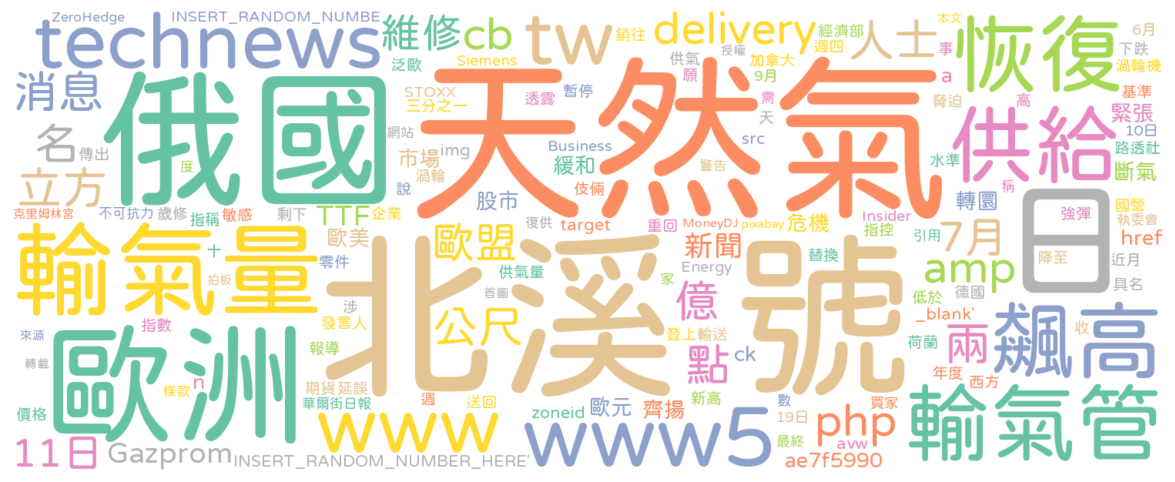 ZeroHedge
INSERT_RANDOM_NUMBE
technews
維修
cb
tw
銷往
delivery
經濟部
人士
本文
恢復
6月
週四
下跌
事
渦輪機
泛歐
Siemens
供氣
授權
加拿大
消息
俄國
天然氣
願
9月
a
基準
STOXX
三分之一
透露
暫停
需
脅迫
高
供給
緊張
名
傳出
網站
img
Business
src
天
10日
路透社
市場
渦輪
緩和
水準
斷氣
度
說
伎倆
警告
稱
立方
股市
轉圜
日
國營
克里姆林宮
不可抗力
歲修
指稱
敏感
剩下
TTF
企業
復供
target
重回
MoneyDJ
pixabay
危機
Insider
指控
強彈
執委會
輸氣量
十
歐美
歐盟
新聞
引用
7月
href
零件
供氣量
Energy
替換
amp
降至
近月
拍板
北溪
號
首圖
家
億
低於
德國
具名
涉
公尺
_blank'
發言人
登上
輸送
兩
飆高
收
指數
來源
歐洲
報導
點
ck
荷蘭
轉載
條款
n
期貨
延誤
年度
西方
輸氣管
價格
華爾街日報
週
送回
新高
zoneid
歐元
齊揚
數
19日
買家
www
www5
php
11日
Gazprom
INSERT_RANDOM_NUMBER_HERE'
最終
avw
ae7f5990